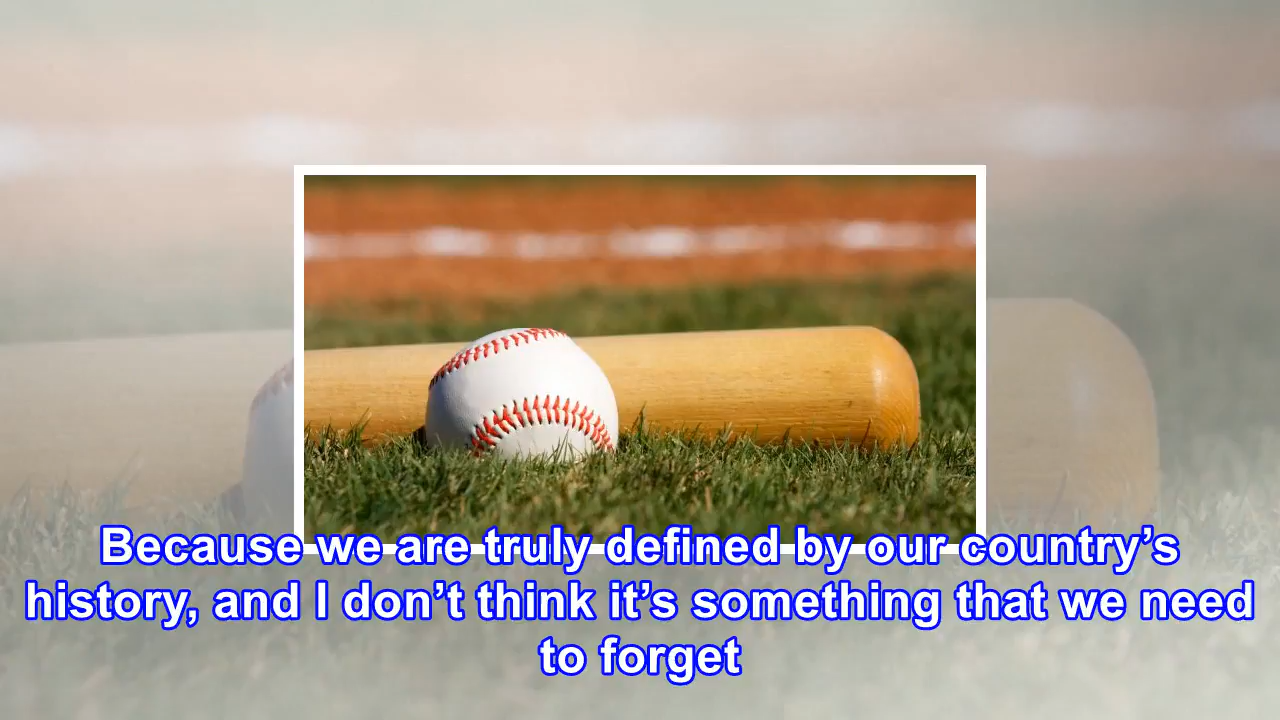 Because we are truly defined by our country’s
history, and I don’t think it’s something that we need
to forget